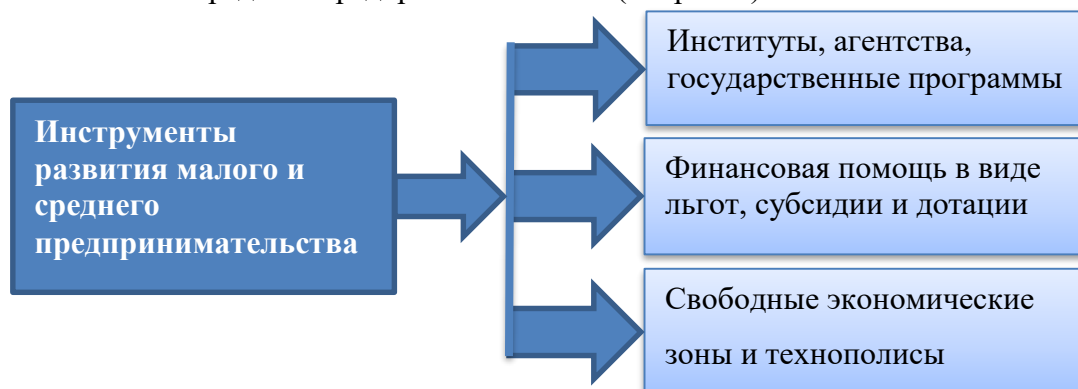 Инструменты
развития малого и
среднего
предпринимательства
Институты, агентства,
государственные программы
Финансовая помощь в виде
льгот, субсидии и дотации
Свободные экономические
зоны и технополисы